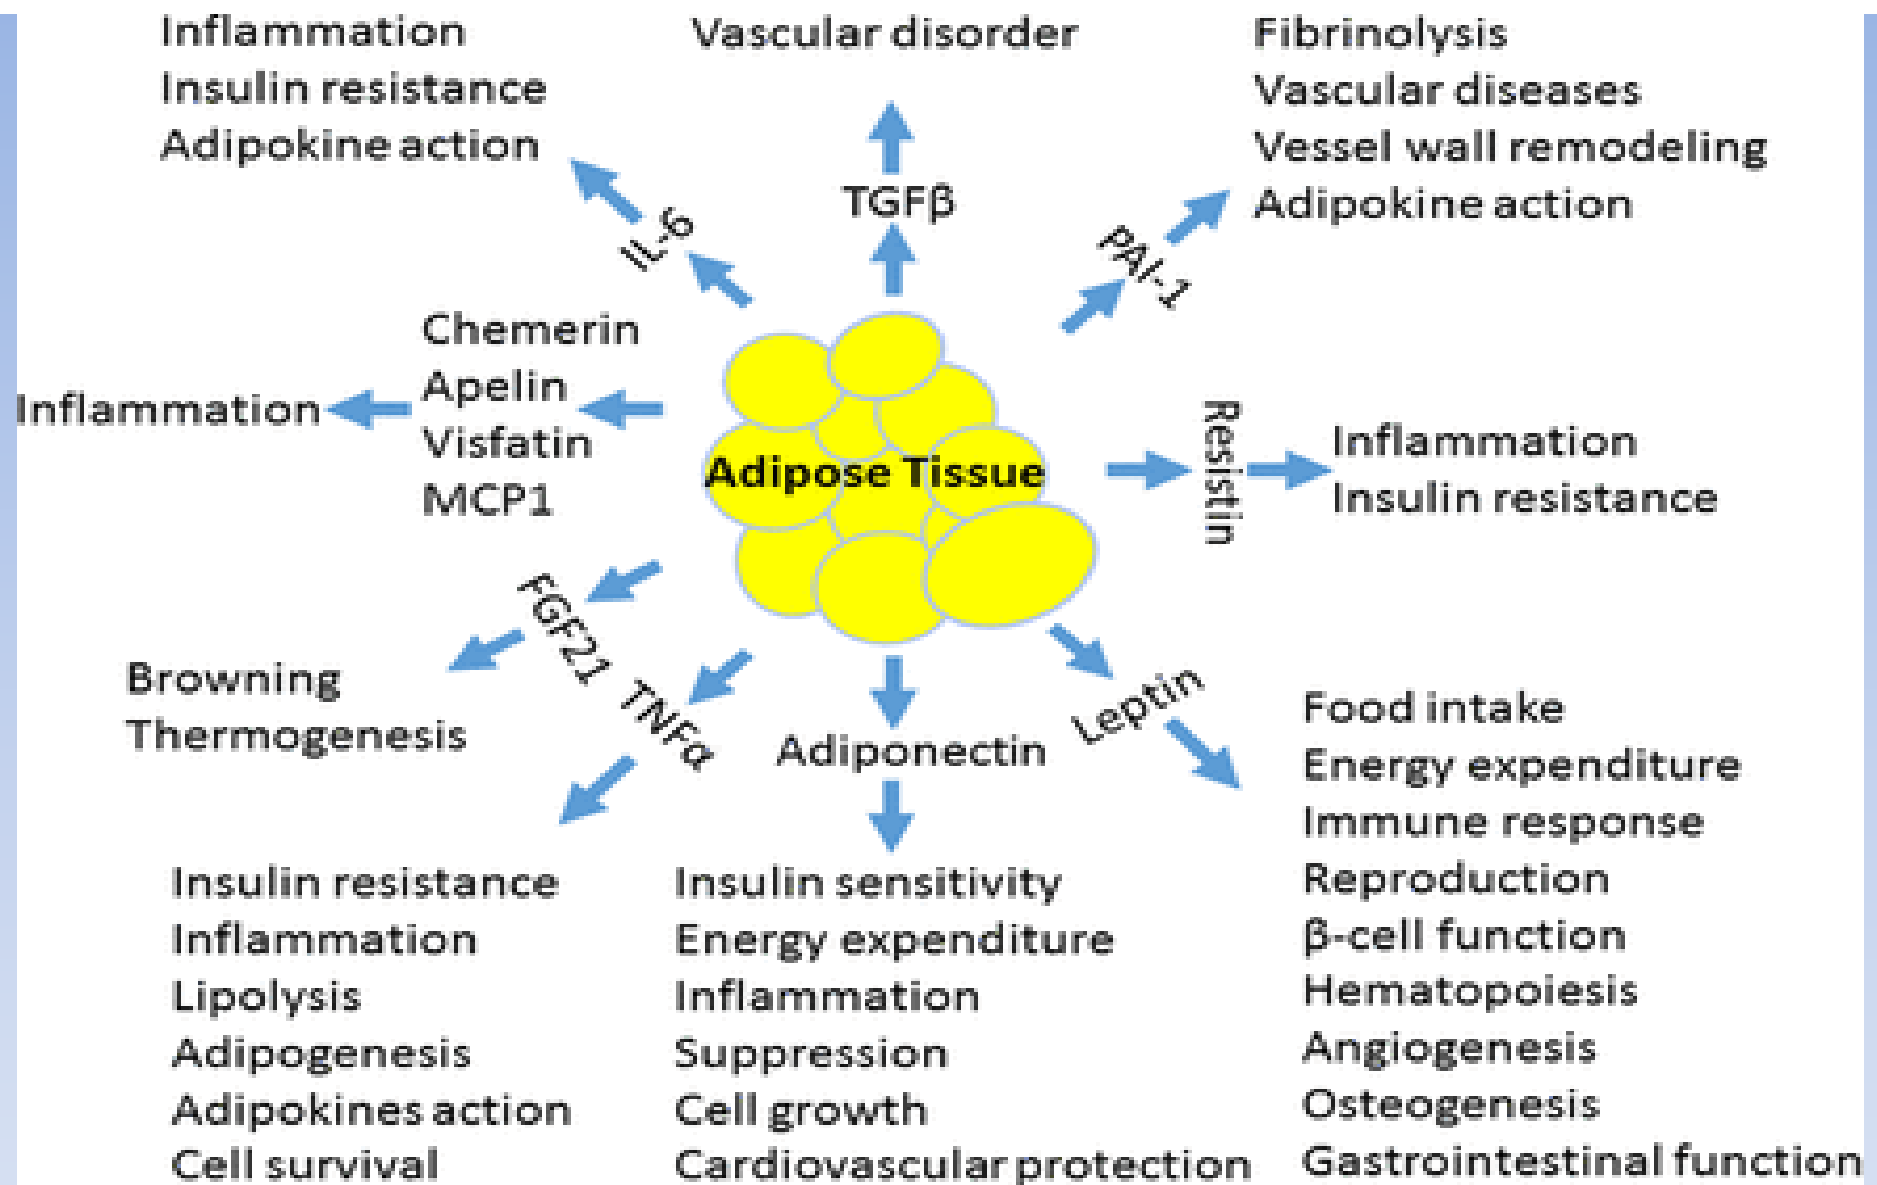 Inflammation
Insulin resistance
Adipokine action
Vascular disorder
Fibrinolysis
Vascular diseases
Vessel wall remodeling
Adipokine action
IL-6
TGFβ
PAI-1
Chemerin
Apelin
Visfatin
MCP1
Inflammation
Adipose Tissue
Resistin
Inflammation
Insulin resistance
FGF21
Browning
Thermogenesis
TNFα
Adiponectin
Leptin
Insulin resistance
Inflammation
Lipolysis
Adipogenesis
Adipokines action
Cell survival
Insulin sensitivity
Energy expenditure
Inflammation
Suppression
Cell growth
Cardiovascular protection
Food intake
Energy expenditure
Immune response
Reproduction
β-cell function
Hematopoiesis
Angiogenesis
Osteogenesis
Gastrointestinal function